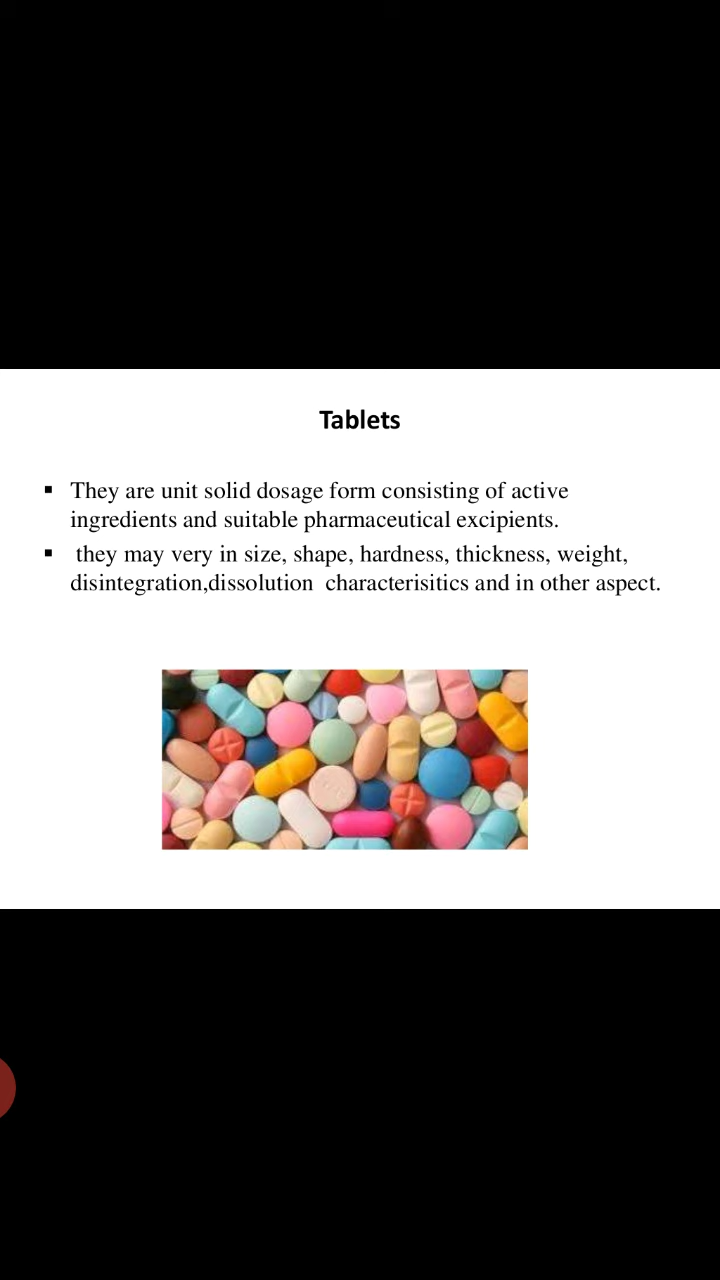 Tablets
▪ They are unit solid dosage form consisting of active
ingredients and suitable pharmaceutical excipients.
▪ they may very in size, shape, hardness, thickness, weight,
disintegration,dissolution characterisitics and in other aspect.